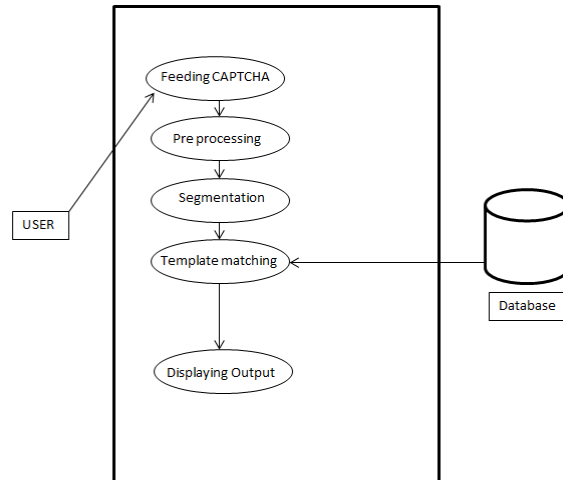 Feeding CAPTCHA
Pre processing
Segmentation
USER
Template matching
Database
Displaying Output